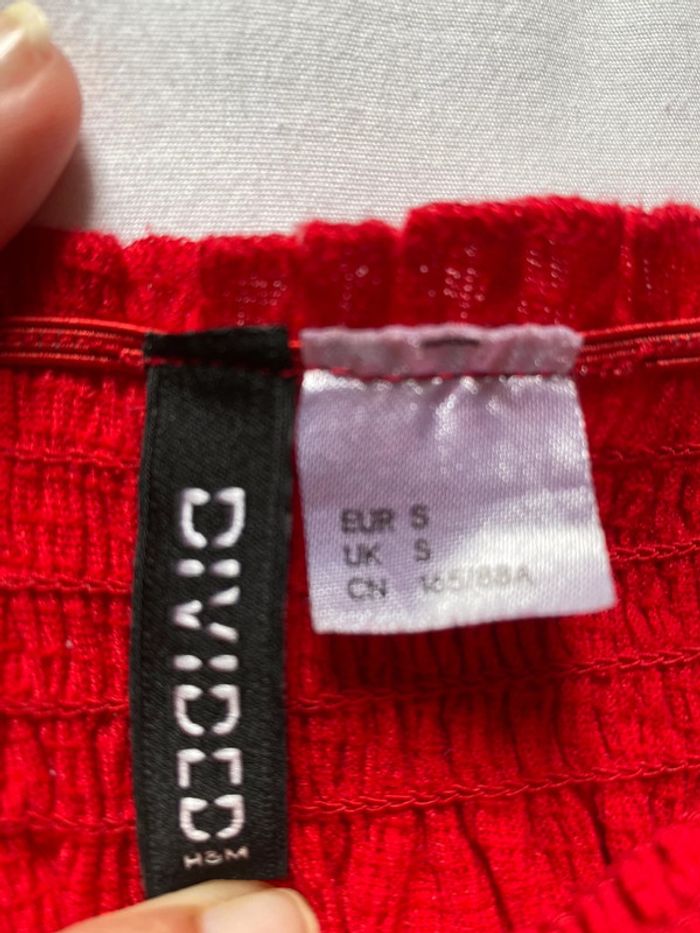 DIVIDED
H&M
EUR S
UK S
CN 165/88A